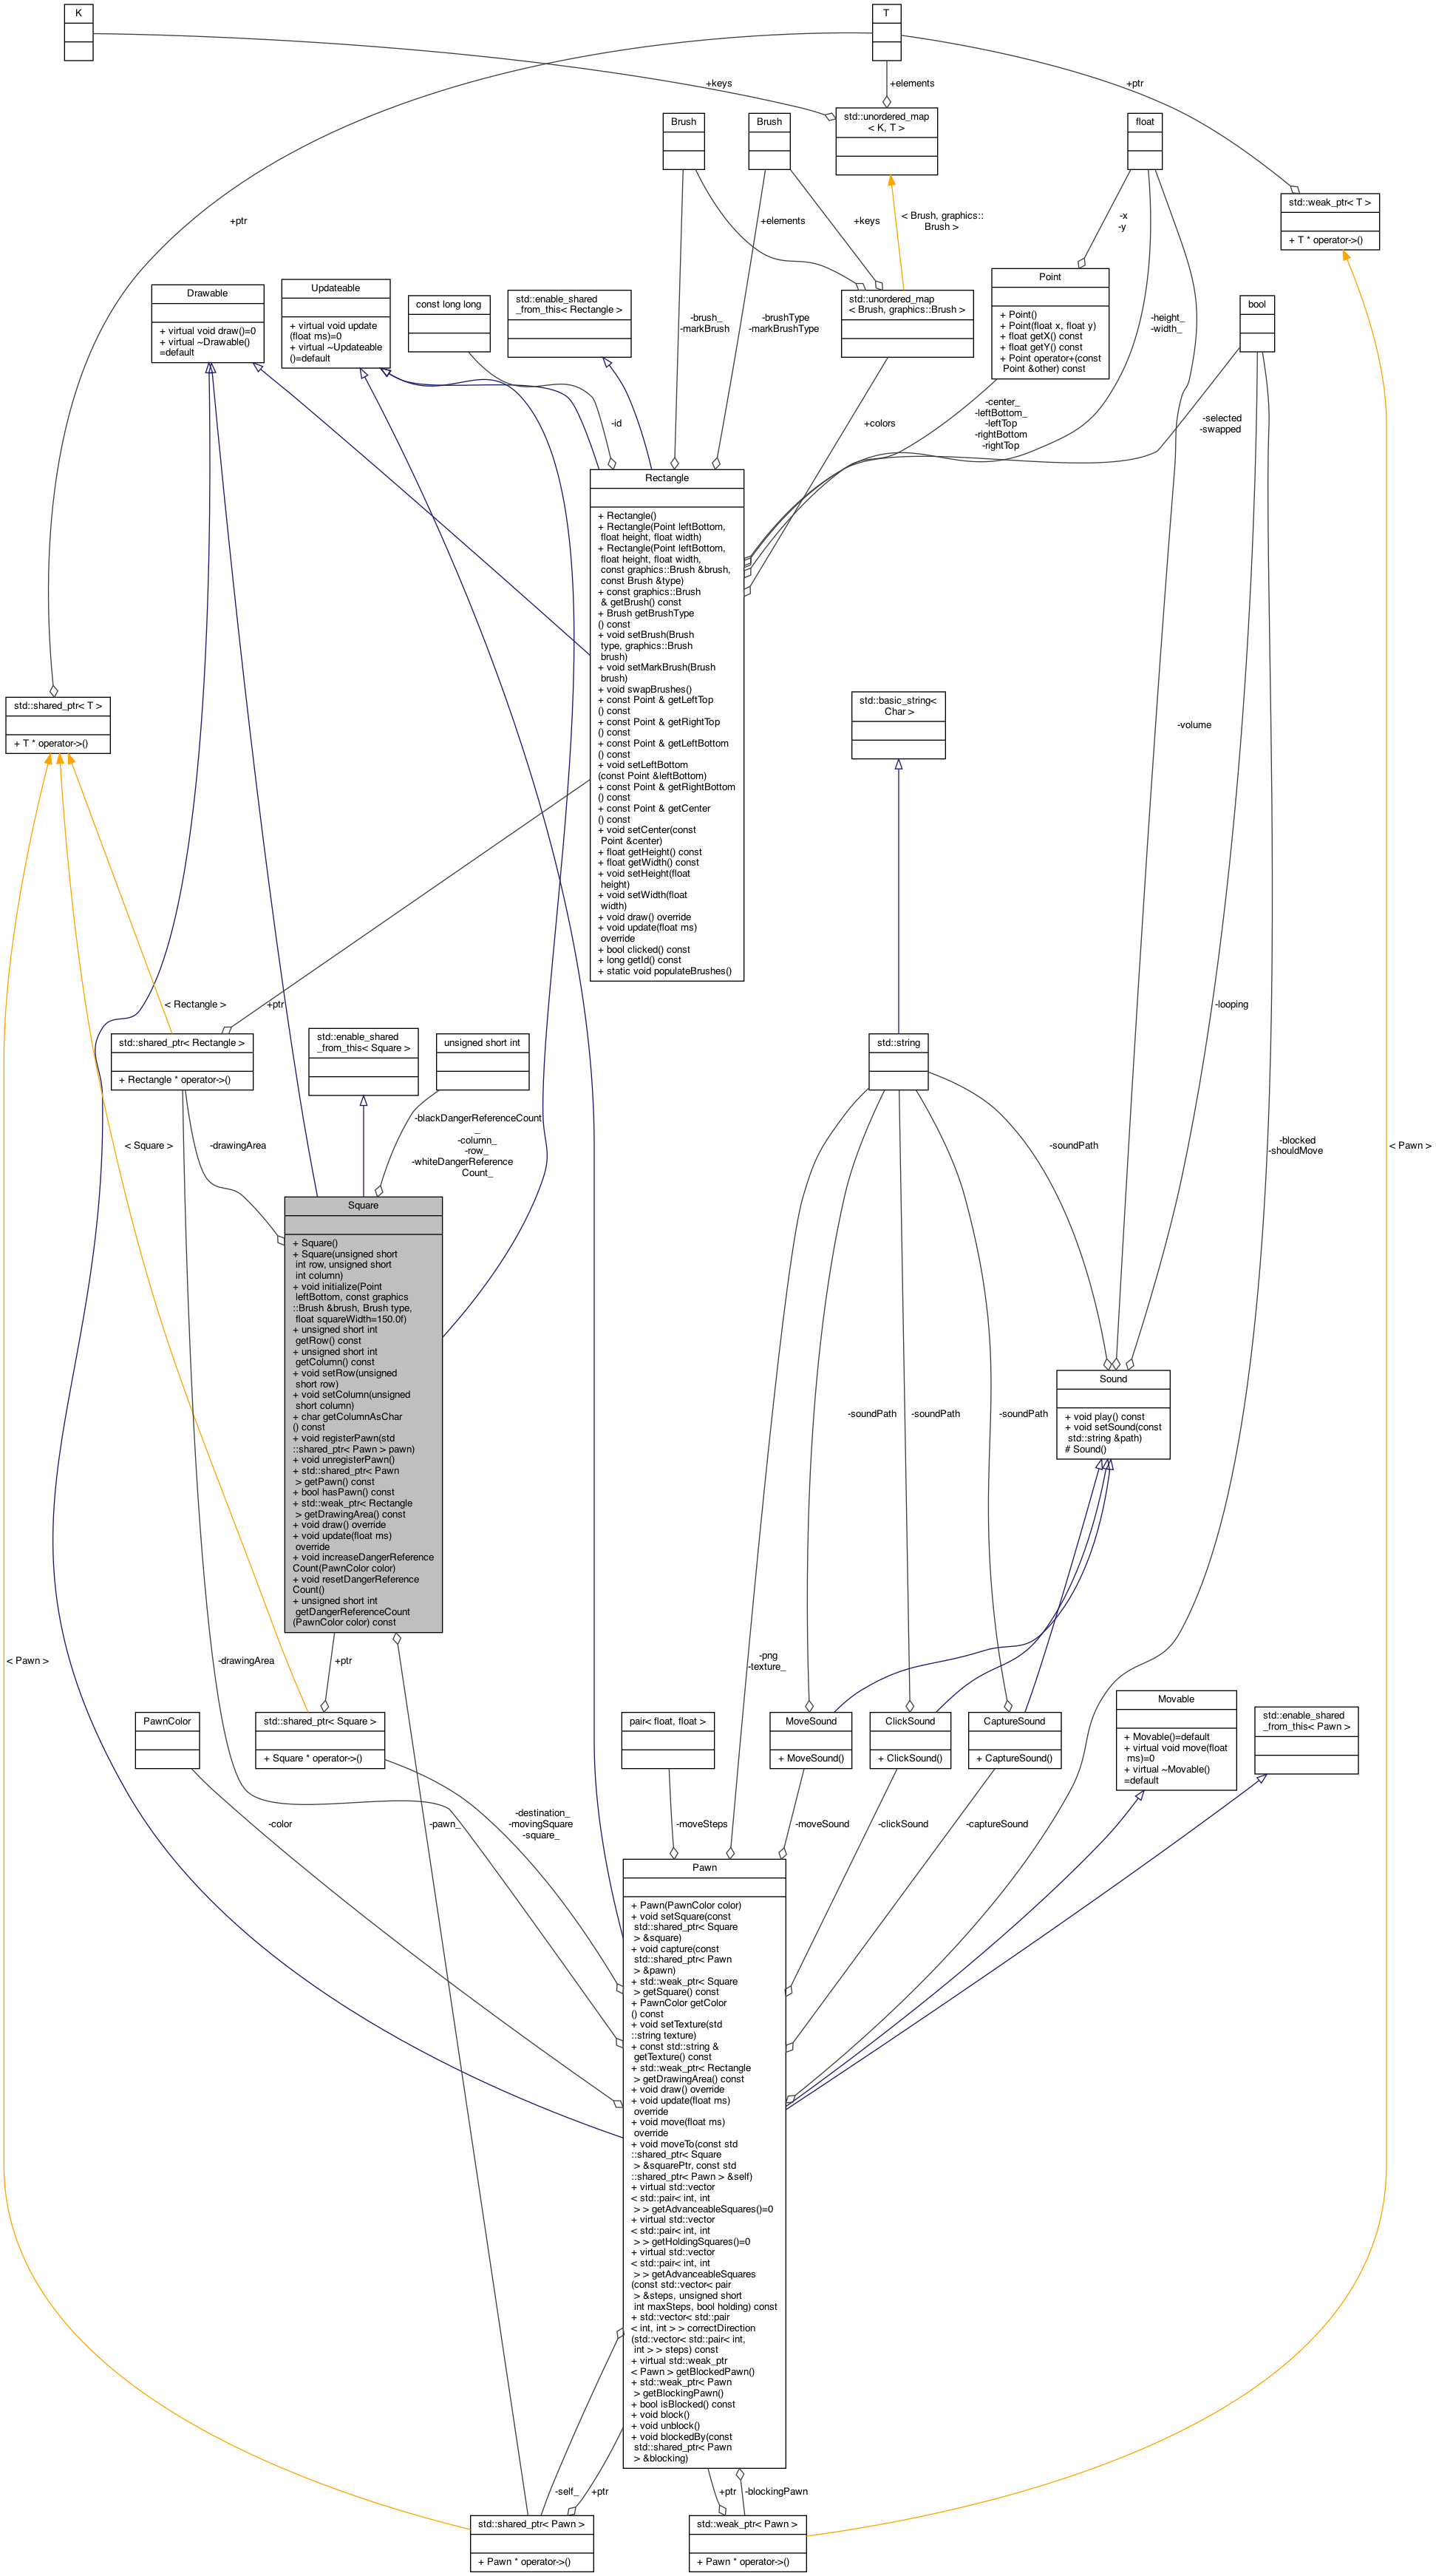 K
T
+keys
+elements
+ptr
std::unordered_map
< K, T >
Brush
Brush
float
std::weak_ptr< T >
+ T * operator->()
+ptr
+elements
+keys
< Brush, graphics::
Brush >
-x
-y
Drawable
+ virtual void draw()=0
+ virtual ~Drawable()
=default
Updateable
+ virtual void update
(float ms)=0
+ virtual ~Updateable
()=default
const long long
std::enable_shared
_from_this< Rectangle >
std::unordered_map
< Brush, graphics::Brush >
Point
+ Point()
+ Point(float x, float y)
+ float getX() const
+ float getY() const
+ Point operator+(const
Point &other) const
bool
-brush_
-markBrush
-brushType
-markBrushType
-height_
-width_
-id
+colors
-center_
-leftBottom_
-leftTop
-rightBottom
-rightTop
-selected
-swapped
Rectangle
+ Rectangle()
+ Rectangle(Point leftBottom,
float height, float width)
+ Rectangle(Point leftBottom,
float height, float width,
const graphics::Brush &brush,
const Brush &type)
+ const graphics::Brush
& getBrush() const
+ Brush getBrushType
() const
+ void setBrush(Brush
type, graphics::Brush
brush)
+ void setMarkBrush(Brush
brush)
+ void swapBrushes()
+ const Point & getLeftTop
() const
+ const Point & getRightTop
() const
+ const Point & getLeftBottom
() const
+ void setLeftBottom
(const Point &leftBottom)
+ const Point & getRightBottom
() const
+ const Point & getCenter
() const
+ void setCenter(const
Point &center)
+ float getHeight() const
+ float getWidth() const
+ void setHeight(float
height)
+ void setWidth(float
width)
+ void draw() override
+ void update(float ms)
override
+ bool clicked() const
+ long getId() const
+ static void populateBrushes()
std::shared_ptr< T >
+ T * operator->()
std::basic_string<
Char >
-volume
< Rectangle >
+ptr
-looping
std::shared_ptr< Rectangle >
+ Rectangle * operator->()
std::enable_shared
_from_this< Square >
unsigned short int
std::string
< Square >
-drawingArea
-blackDangerReferenceCount
_
-column_
-row_
-whiteDangerReference
Count_
-soundPath
-blocked
-shouldMove
< Pawn >
Square
+ Square()
+ Square(unsigned short
int row, unsigned short
int column)
+ void initialize(Point
leftBottom, const graphics
::Brush &brush, Brush type,
float squareWidth=150.0f)
+ unsigned short int
getRow() const
+ unsigned short int
getColumn() const
+ void setRow(unsigned
short row)
+ void setColumn(unsigned
short column)
+ char getColumnAsChar
() const
+ void registerPawn(std
::shared_ptr< Pawn > pawn)
+ void unregisterPawn()
+ std::shared_ptr< Pawn
> getPawn() const
+ bool hasPawn() const
+ std::weak_ptr< Rectangle
> getDrawingArea() const
+ void draw() override
+ void update(float ms)
override
+ void increaseDangerReference
Count(PawnColor color)
+ void resetDangerReference
Count()
+ unsigned short int
getDangerReferenceCount
(PawnColor color) const
-soundPath
-soundPath
-soundPath
Sound
+ void play() const
+ void setSound(const
std::string &path)
# Sound()
< Pawn >
-drawingArea
+ptr
-png
-texture_
PawnColor
std::shared_ptr< Square >
+ Square * operator->()
pair< float, float >
MoveSound
+ MoveSound()
ClickSound
+ ClickSound()
CaptureSound
+ CaptureSound()
Movable
+ Movable()=default
+ virtual void move(float
ms)=0
+ virtual ~Movable()
=default
std::enable_shared
_from_this< Pawn >
-color
-pawn_
-destination_
-movingSquare
-square_
-moveSteps
-moveSound
-clickSound
-captureSound
Pawn
+ Pawn(PawnColor color)
+ void setSquare(const
std::shared_ptr< Square
> &square)
+ void capture(const
std::shared_ptr< Pawn
> &pawn)
+ std::weak_ptr< Square
> getSquare() const
+ PawnColor getColor
() const
+ void setTexture(std
::string texture)
+ const std::string &
getTexture() const
+ std::weak_ptr< Rectangle
> getDrawingArea() const
+ void draw() override
+ void update(float ms)
override
+ void move(float ms)
override
+ void moveTo(const std
::shared_ptr< Square
> &squarePtr, const std
::shared_ptr< Pawn > &self)
+ virtual std::vector
< std::pair< int, int
> > getAdvanceableSquares()=0
+ virtual std::vector
< std::pair< int, int
> > getHoldingSquares()=0
+ virtual std::vector
< std::pair< int, int
> > getAdvanceableSquares
(const std::vector< pair
> &steps, unsigned short
int maxSteps, bool holding) const
+ std::vector< std::pair
< int, int > > correctDirection
(std::vector< std::pair< int,
int > > steps) const
+ virtual std::weak_ptr
< Pawn > getBlockedPawn()
+ std::weak_ptr< Pawn
> getBlockingPawn()
+ bool isBlocked() const
+ void block()
+ void unblock()
+ void blockedBy(const
std::shared_ptr< Pawn
> &blocking)
-self_
+ptr
+ptr
-blockingPawn
std::shared_ptr< Pawn >
+ Pawn * operator->()
std::weak_ptr< Pawn >
+ Pawn * operator->()